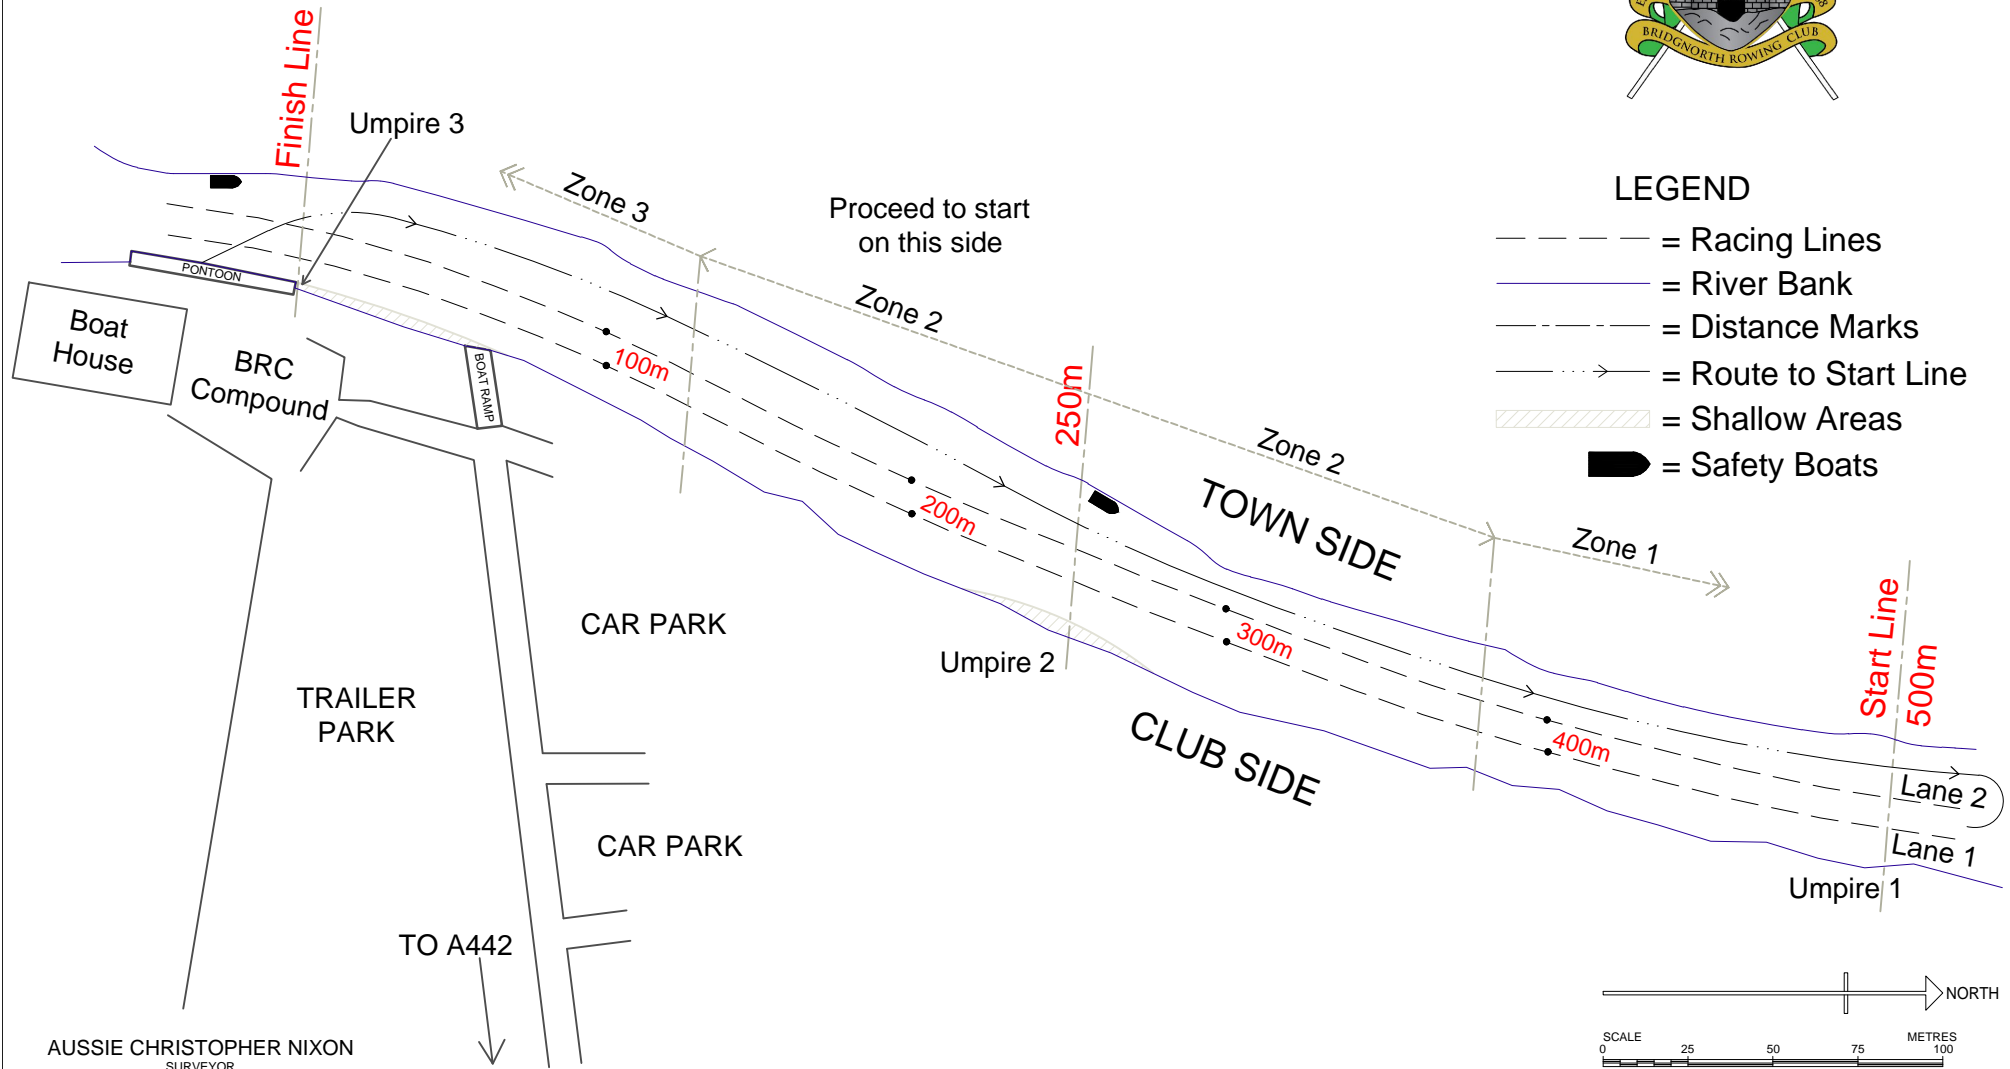 BRIDGNORTH ROWING CLUB
Finish Line
Umpire 3
Zone 3
Proceed to start
on this side
LEGEND
= Racing Lines
= River Bank
= Distance Marks
= Route to Start Line
= Shallow Areas
= Safety Boats
PONTOON
Boat
House
BRC
Compound
BOAT RAMP
100m
Zone 2
250m
Zone 2
200m
TOWN SIDE
Zone 1
CAR PARK
Umpire 2
300m
Start Line
500m
TRAILER
PARK
CLUB SIDE
400m
Lane 2
Lane 1
Umpire 1
CAR PARK
TO A442
NORTH
SCALE
METRES
0 25 50 75 100
AUSSIE CHRISTOPHER NIXON
SURVEYOR